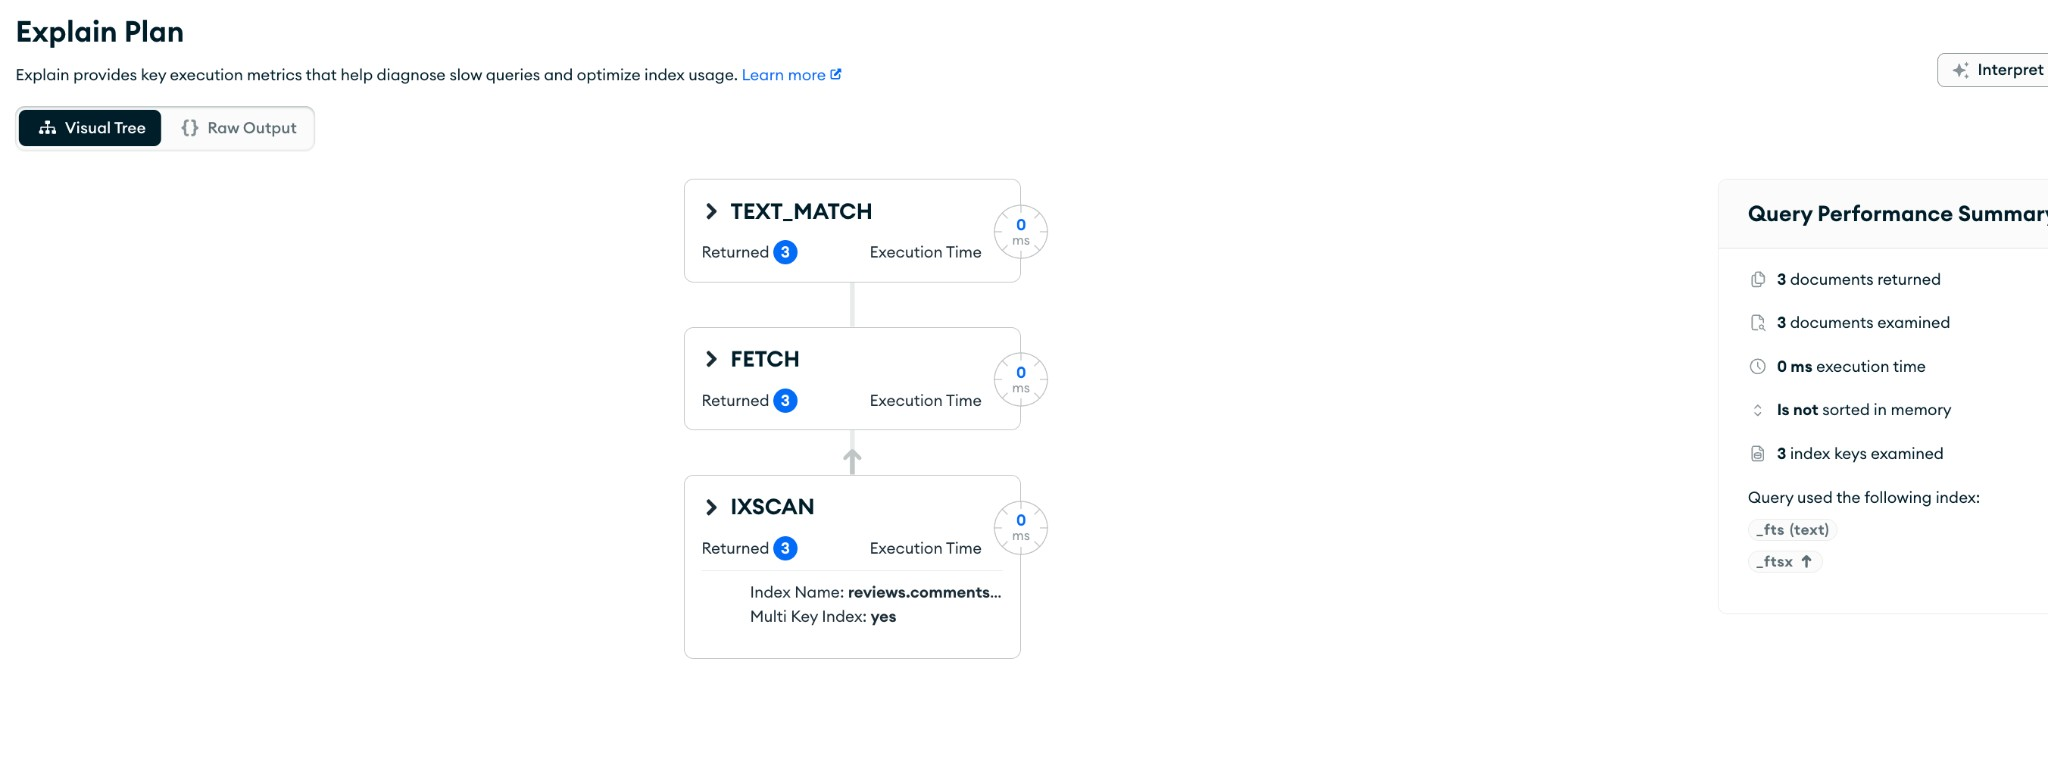 Explain Plan
Explain provides key execution metrics that help diagnose slow queries and optimize index usage. Learn more
Interpret
Visual Tree
{} Raw Output
TEXT_MATCH
Returned 3 Execution Time
0
ms
FETCH
Returned 3 Execution Time
0
ms
IXSCAN
Returned 3 Execution Time
0
ms
Index Name: reviews.comments...
Multi Key Index: yes
Query Performance Summary
3 documents returned
3 documents examined
0 ms execution time
Is not sorted in memory
3 index keys examined
Query used the following index:
_fts (text)
_ftsx ↑